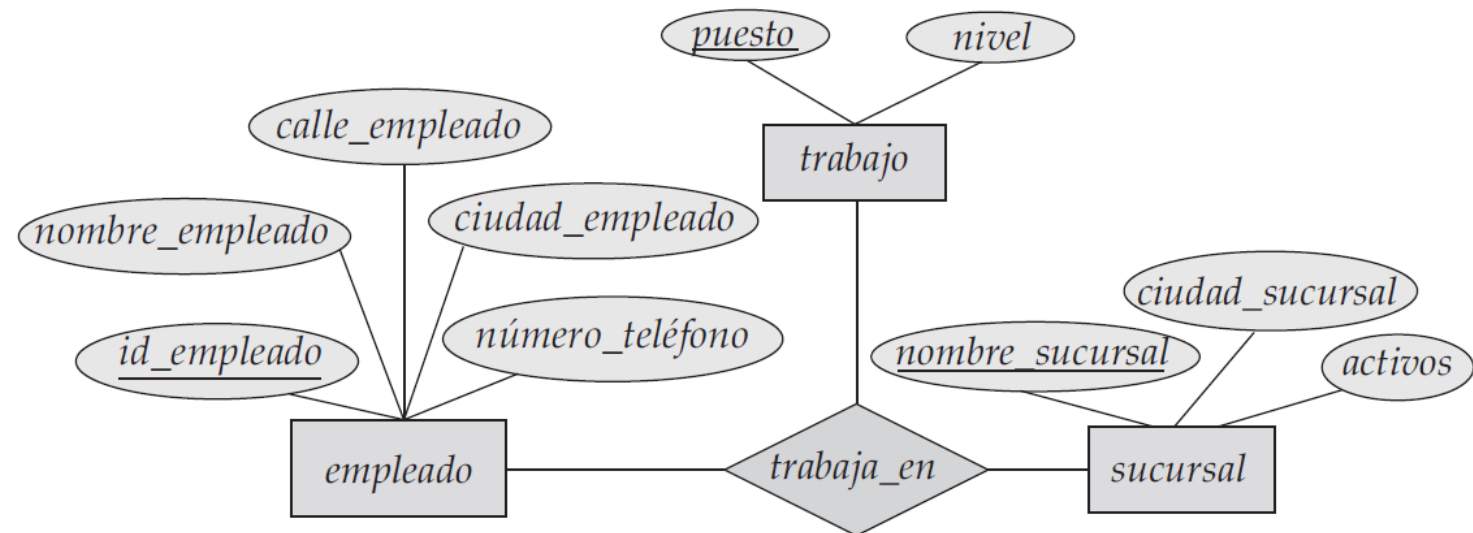 puesto
nivel
calle_empleado
trabajo
nombre_empleado
ciudad_empleado
ciudad_sucursal
id_empleado
número_teléfono
nombre_sucursal
activos
empleado
trabaja_en
sucursal